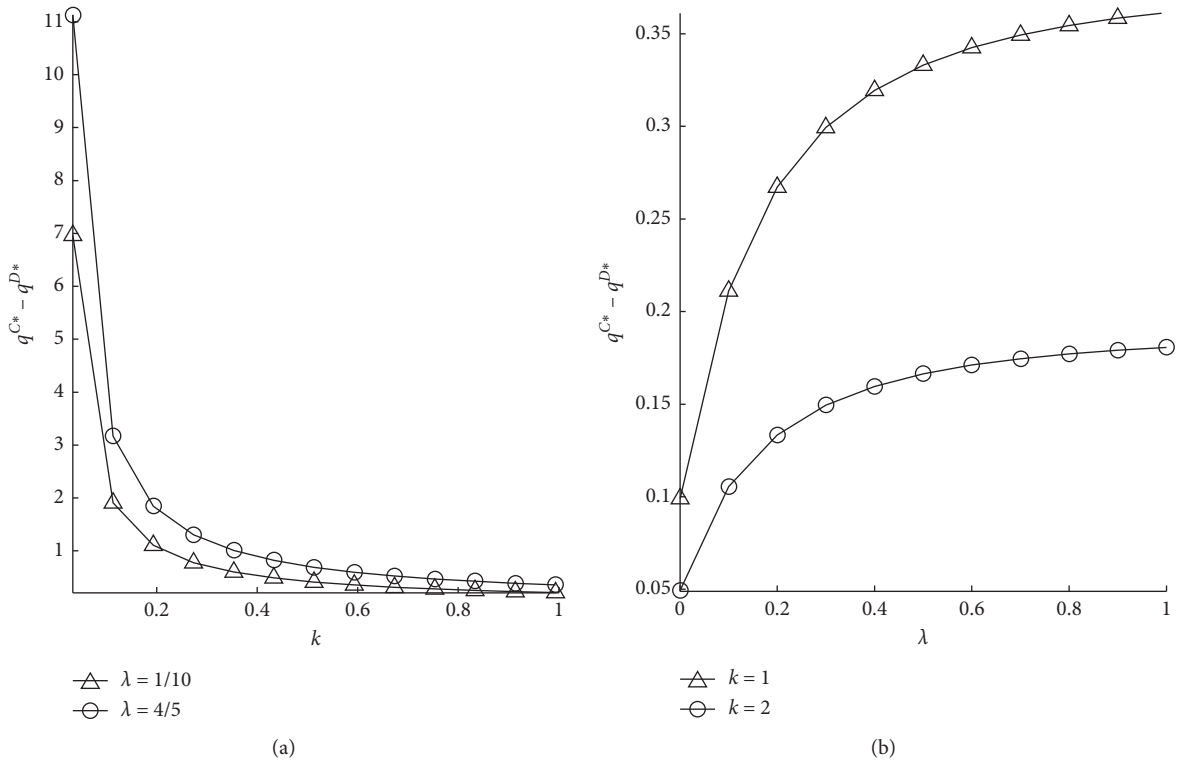 11
10
9
8
7
6
5
4
3
2
1
q^{C*} – q^{D*}
0.2
0.4
0.6
0.8
1
k
λ = 1/10
λ = 4/5
(a)
0.35
0.3
0.25
0.2
0.15
0.1
0.05
q^{C*} – q^{D*}
0
0.2
0.4
0.6
0.8
1
λ
k = 1
k = 2
(b)